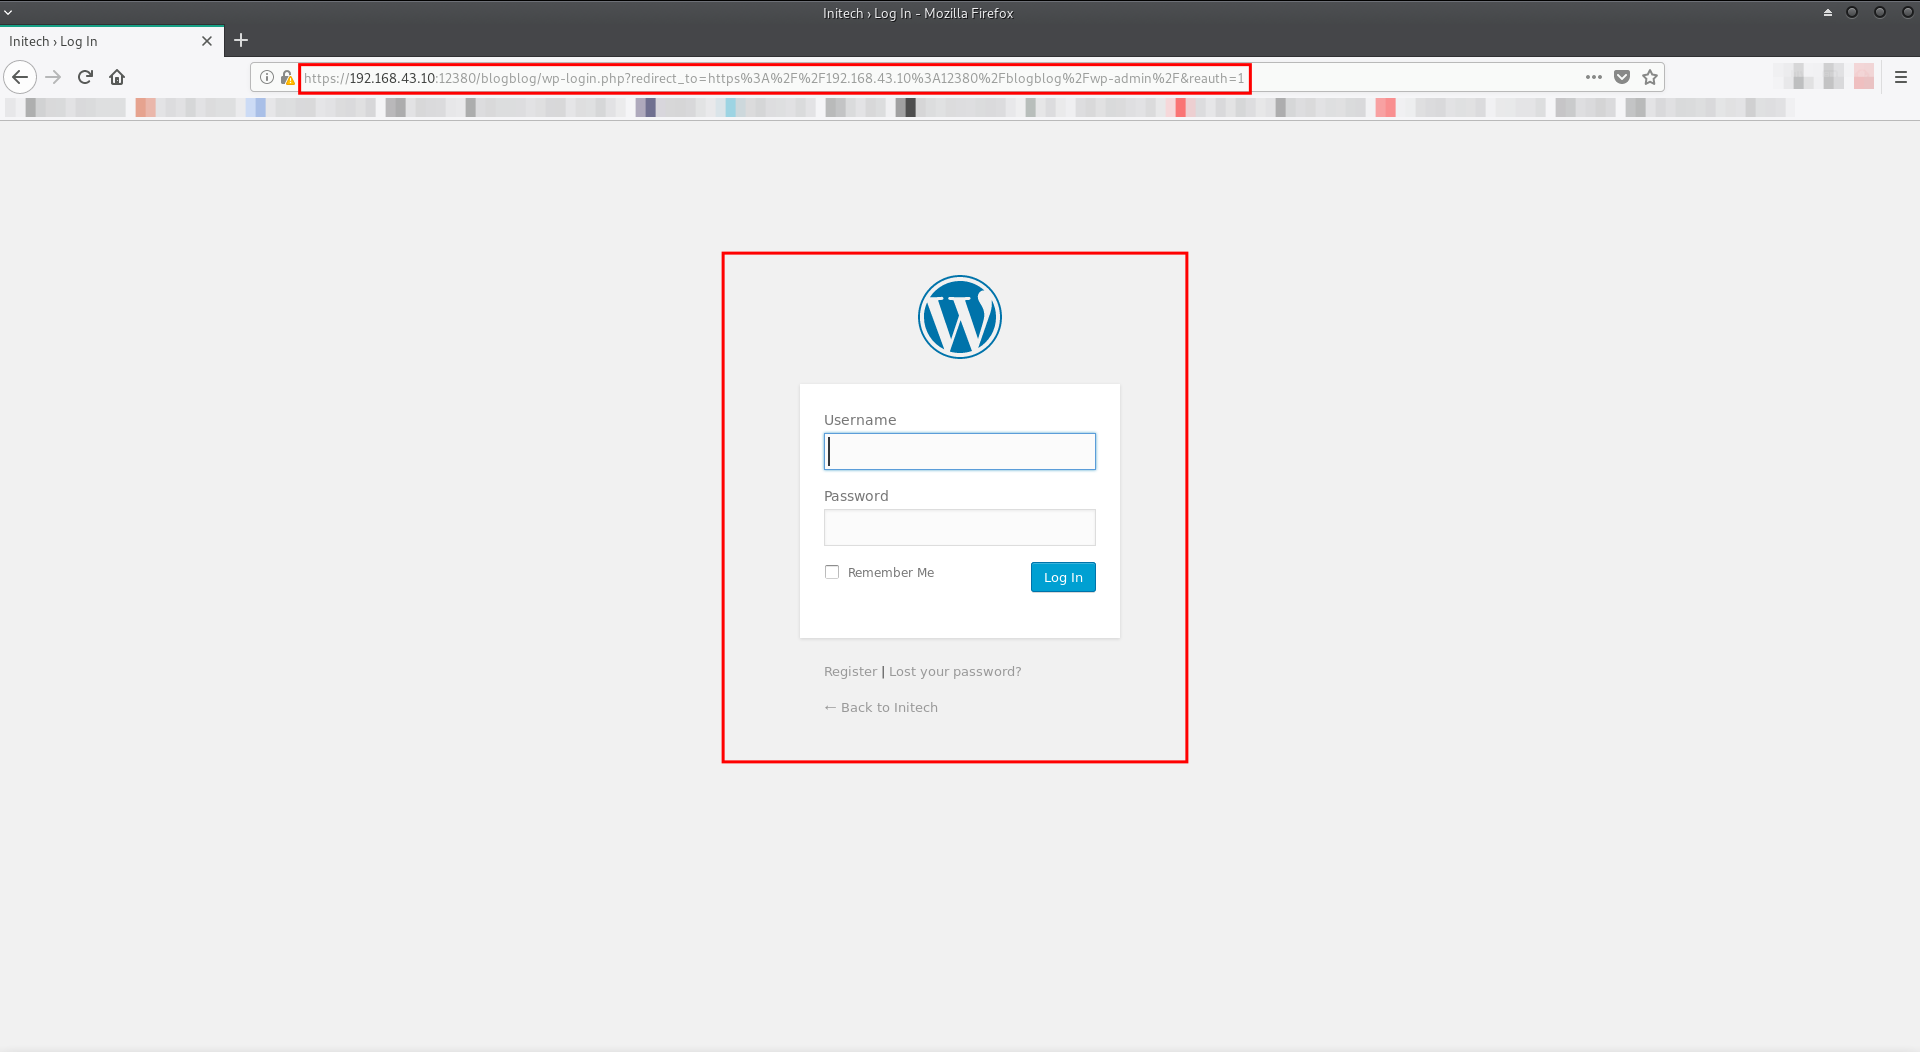 Initech › Log In - Mozilla Firefox
Initech › Log In
https://192.168.43.10:12380/blogblog/wp-login.php?redirect_to=https%3A%2F%2F192.168.43.10%3A12380%2Fblogblog%2Fwp-admin%2F&reauth=1
Username
Password
Remember Me
Log In
Register | Lost your password?
← Back to Initech